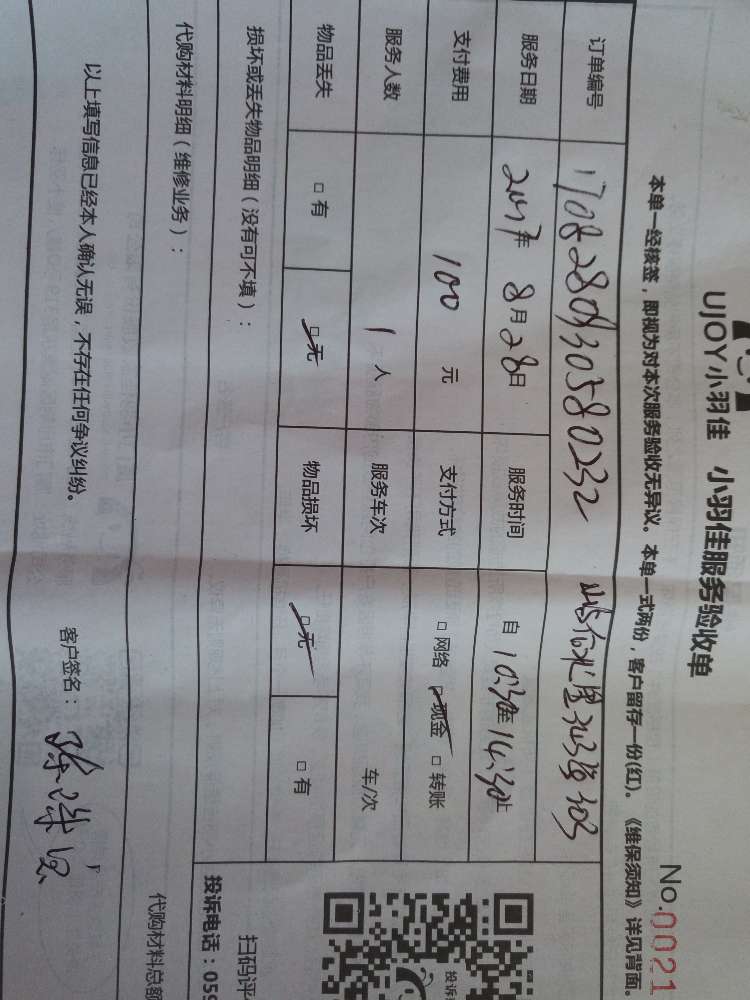 UJOY小羽佳 小羽佳服务验收单
No.0021
本单一经核签，即视为对本次服务验收无异议。本单一式两份，客户留存一份(红)。《维保须知》详见背面。
订单编号 1708280930580232
服务日期 2017年 8月28日 服务时间 自10:30至14:30止
支付费用 100 元 支付方式 □网络 □现金 □转账
服务人数 1 人 服务车次 车/次
物品丢失 □有 □无 物品损坏 □无 □有
损坏或丢失物品明细（没有可不填）：
代购材料明细（维修业务）：
代购材料总额
以上填写信息已经本人确认无误，不存在任何争议纠纷。
客户签名：
投诉
扫码评
投诉电话：059